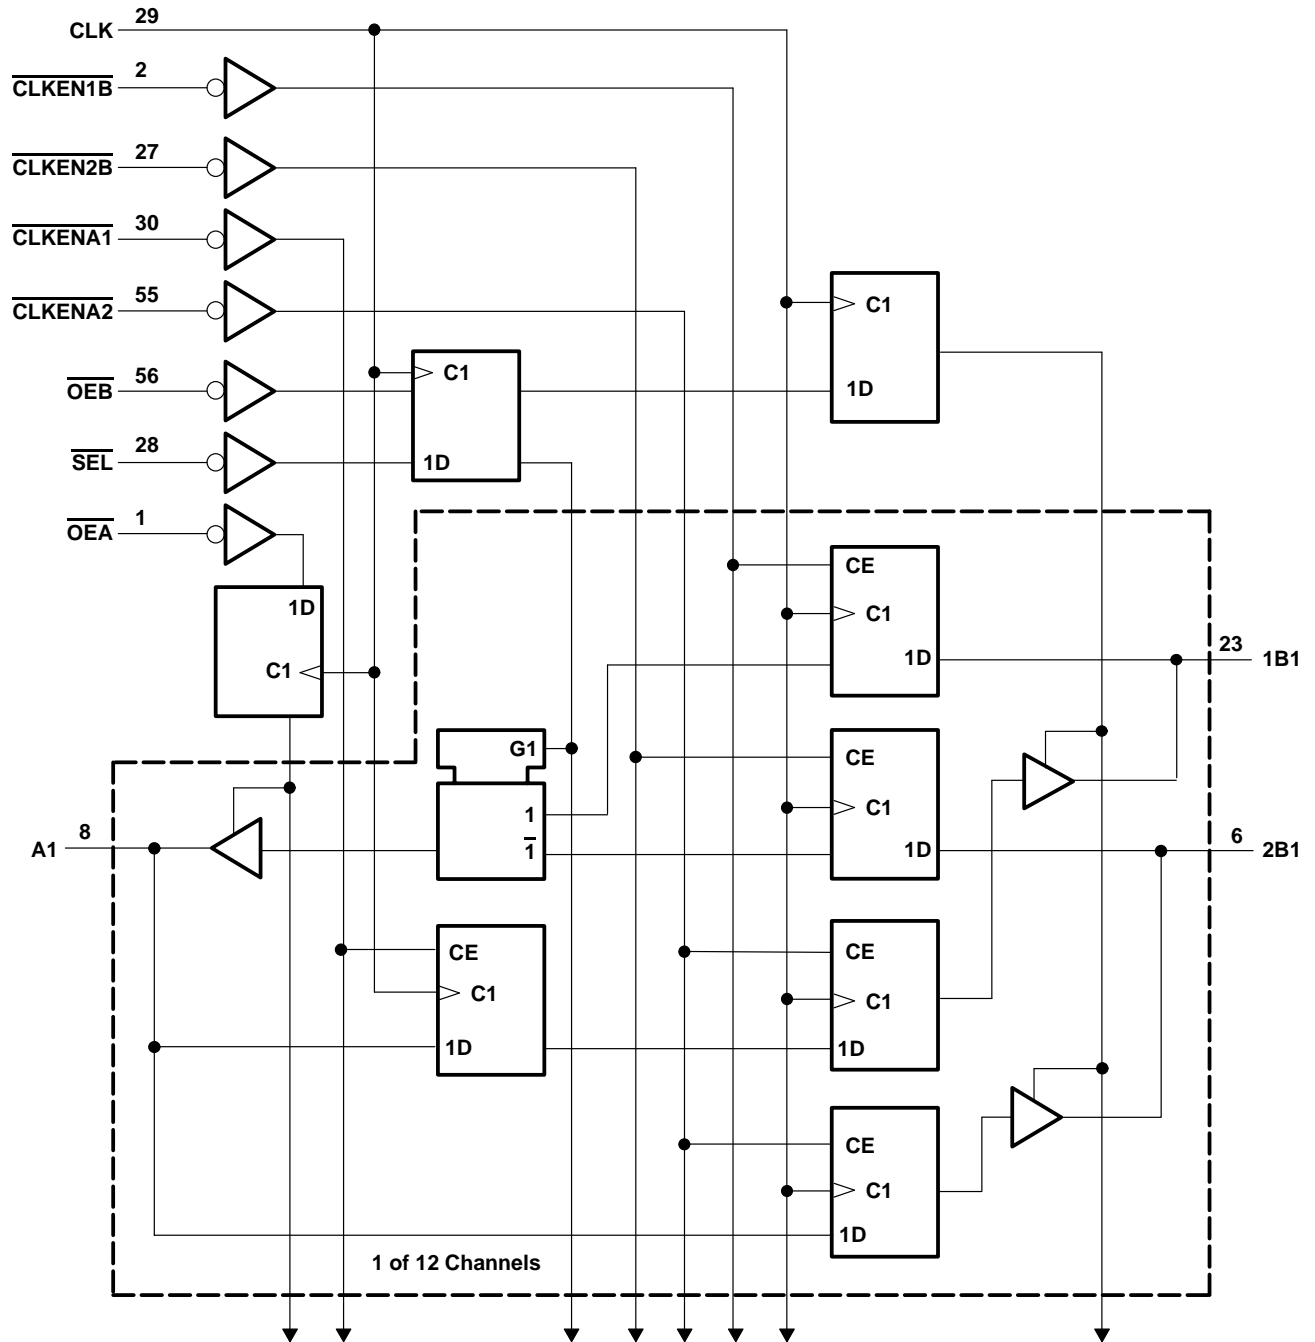 29
CLK
2
CLKEN1B
27
CLKEN2B
30
CLKENA1
55
CLKENA2
C1
56
OEB
C1
1D
28
SEL
1D
1
OEA
CE
1D
C1
23
1D
1B1
C1
G1
CE
C1
1
8
6
A1
1
1D
2B1
CE
CE
C1
C1
1D
1D
CE
C1
1D
1 of 12 Channels